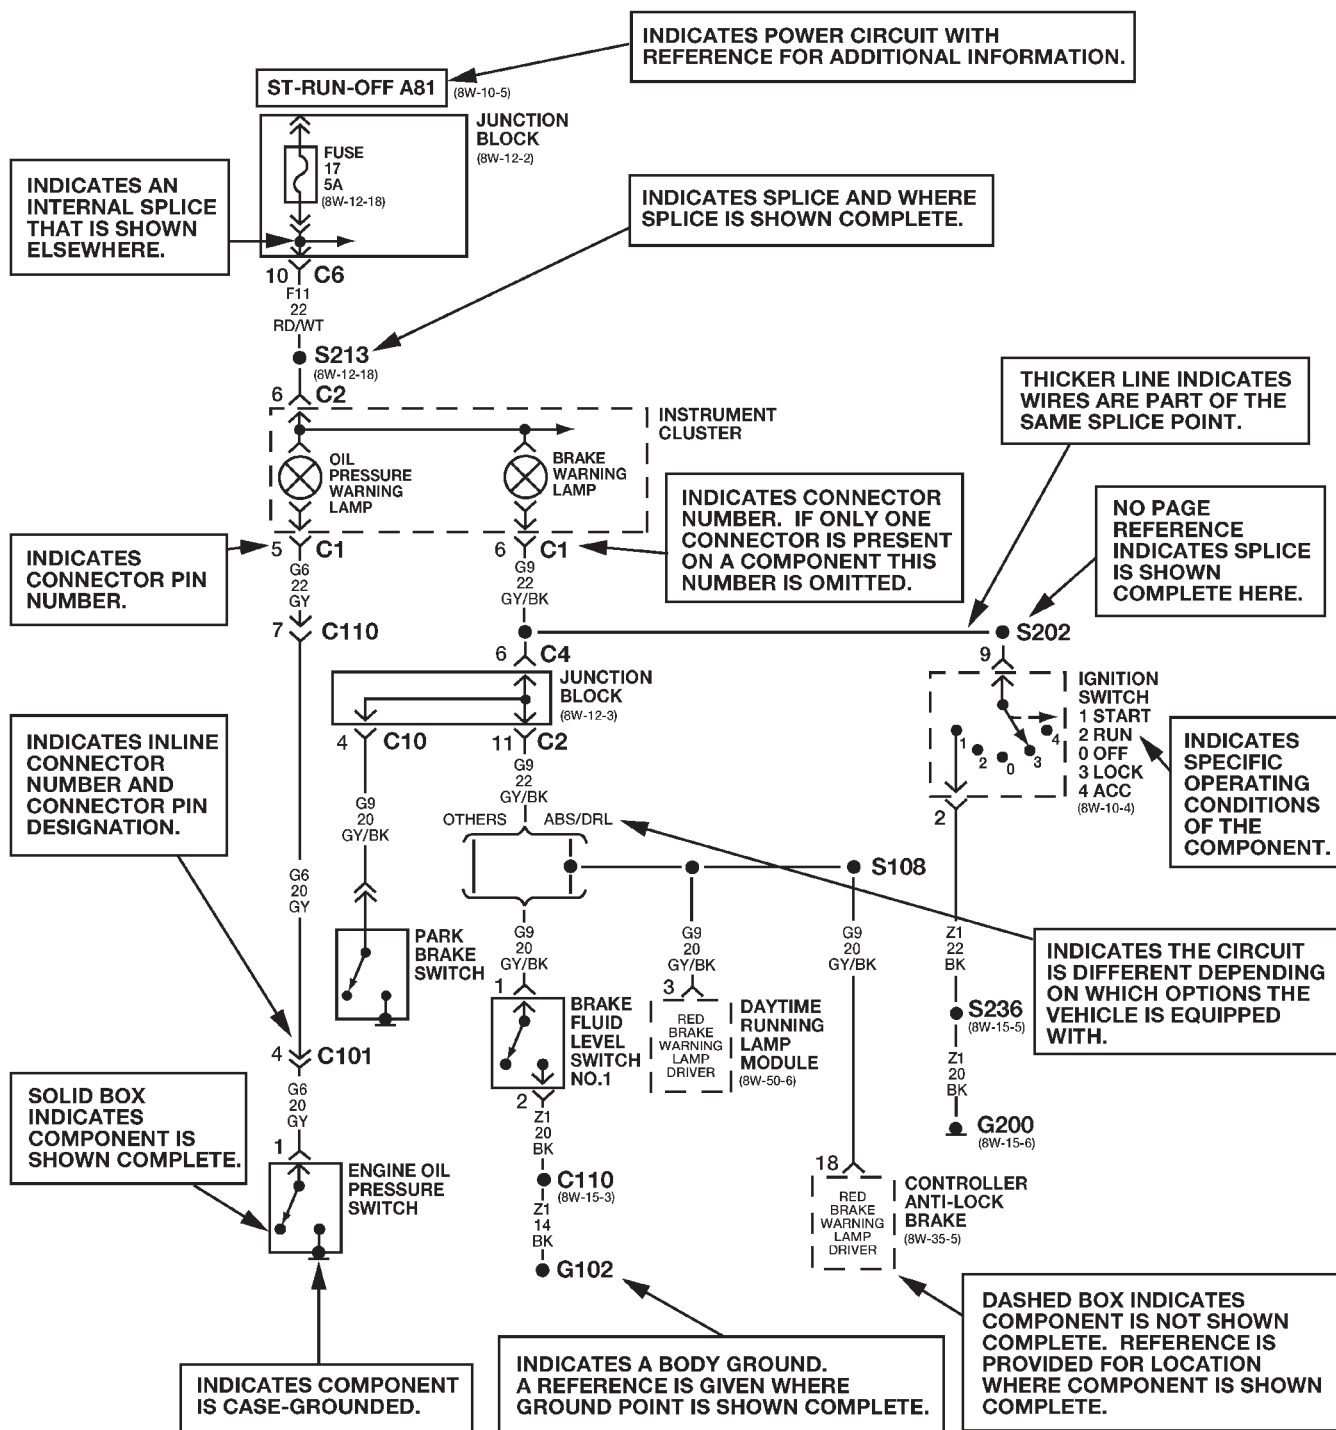 INDICATES POWER CIRCUIT WITH
REFERENCE FOR ADDITIONAL INFORMATION.
ST-RUN-OFF A81 (8W-10-5)
JUNCTION
BLOCK
(8W-12-2)
FUSE
17
5A
(8W-12-18)
INDICATES AN
INTERNAL SPLICE
THAT IS SHOWN
ELSEWHERE.
INDICATES SPLICE AND WHERE
SPLICE IS SHOWN COMPLETE.
10 C6
F11
22
RD/WT
S213
(8W-12-18)
6 C2
THICKER LINE INDICATES
WIRES ARE PART OF THE
SAME SPLICE POINT.
INSTRUMENT
CLUSTER
OIL
PRESSURE
WARNING
LAMP
BRAKE
WARNING
LAMP
INDICATES CONNECTOR
NUMBER. IF ONLY ONE
CONNECTOR IS PRESENT
ON A COMPONENT THIS
NUMBER IS OMITTED.
NO PAGE
REFERENCE
INDICATES SPLICE
IS SHOWN
COMPLETE HERE.
INDICATES
CONNECTOR PIN
NUMBER.
5 C1
G6
22
GY
7 C110
6 C1
G9
22
GY/BK
S202
6 C4
JUNCTION
BLOCK
(8W-12-3)
9
IGNITION
SWITCH
1 START
2 RUN
0 OFF
3 LOCK
4 ACC
(8W-10-4)
1
2
0
3
4
INDICATES
SPECIFIC
OPERATING
CONDITIONS
OF THE
COMPONENT.
INDICATES INLINE
CONNECTOR
NUMBER AND
CONNECTOR PIN
DESIGNATION.
4 C10
G9
20
GY/BK
11 C2
G9
22
GY/BK
OTHERS ABS/DRL
S108
2
G6
20
GY
PARK
BRAKE
SWITCH
G9
20
GY/BK
G9
20
GY/BK
G9
20
GY/BK
Z1
22
BK
INDICATES THE CIRCUIT
IS DIFFERENT DEPENDING
ON WHICH OPTIONS THE
VEHICLE IS EQUIPPED
WITH.
1
BRAKE
FLUID
LEVEL
SWITCH
NO.1
3
RED
BRAKE
WARNING
LAMP
DRIVER
DAYTIME
RUNNING
LAMP
MODULE
(8W-50-6)
S236
(8W-15-5)
Z1
20
BK
G200
(8W-15-6)
4 C101
G6
20
GY
SOLID BOX
INDICATES
COMPONENT IS
SHOWN COMPLETE.
1
ENGINE OIL
PRESSURE
SWITCH
2
Z1
20
BK
C110
(8W-15-3)
Z1
14
BK
G102
18
RED
BRAKE
WARNING
LAMP
DRIVER
CONTROLLER
ANTI-LOCK
BRAKE
(8W-35-5)
INDICATES COMPONENT
IS CASE-GROUNDED.
INDICATES A BODY GROUND.
A REFERENCE IS GIVEN WHERE
GROUND POINT IS SHOWN COMPLETE.
DASHED BOX INDICATES
COMPONENT IS NOT SHOWN
COMPLETE. REFERENCE IS
PROVIDED FOR LOCATION
WHERE COMPONENT IS SHOWN
COMPLETE.